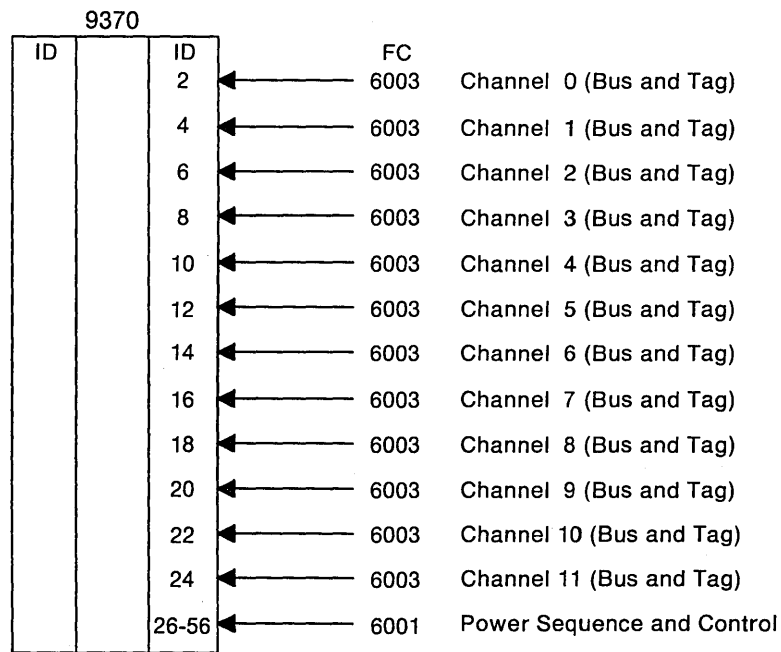 9370
ID ID FC
2 6003 Channel 0 (Bus and Tag)
4 6003 Channel 1 (Bus and Tag)
6 6003 Channel 2 (Bus and Tag)
8 6003 Channel 3 (Bus and Tag)
10 6003 Channel 4 (Bus and Tag)
12 6003 Channel 5 (Bus and Tag)
14 6003 Channel 6 (Bus and Tag)
16 6003 Channel 7 (Bus and Tag)
18 6003 Channel 8 (Bus and Tag)
20 6003 Channel 9 (Bus and Tag)
22 6003 Channel 10 (Bus and Tag)
24 6003 Channel 11 (Bus and Tag)
26-56 6001 Power Sequence and Control